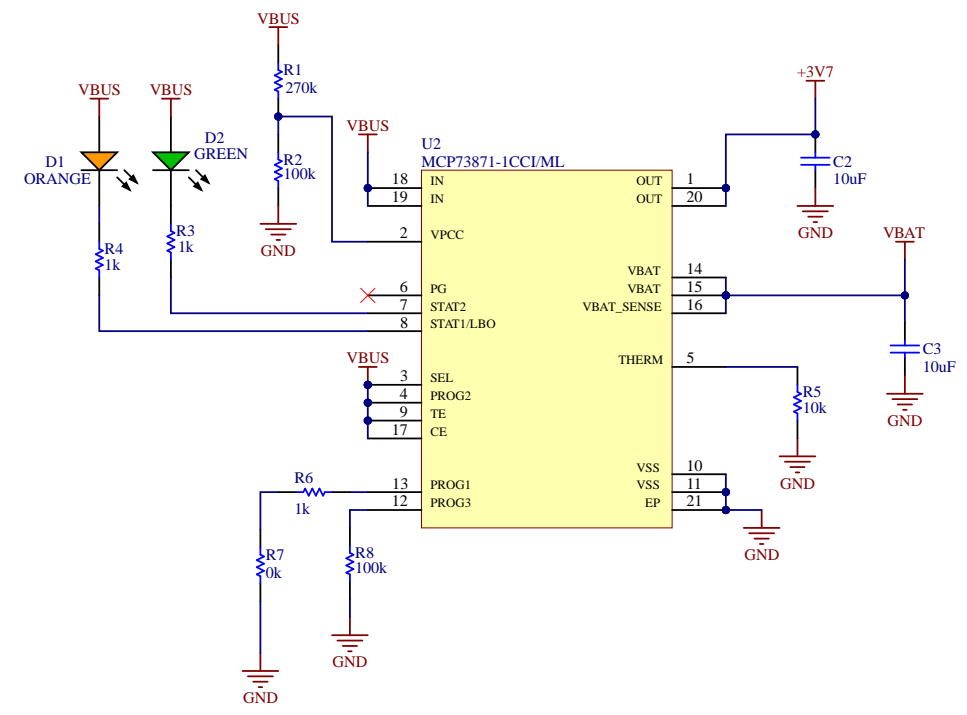 VBUS
R1
270k
R2
100k
GND
VBUS
VBUS
D1
ORANGE
D2
GREEN
R4
1k
R3
1k
VBUS
U2
MCP73871-1CCI/ML
18 IN
19 IN
2 VPCC
6 PG
7 STAT2
8 STAT1/LBO
VBUS
3 SEL
4 PROG2
9 TE
17 CE
13 PROG1
12 PROG3
OUT 1
OUT 20
VBAT 14
VBAT 15
VBAT_SENSE 16
THERM 5
VSS 10
VSS 11
EP 21
+3V7
C2
10uF
GND
VBAT
C3
10uF
GND
R5
10k
GND
GND
R6
1k
R7
0k
GND
R8
100k
GND